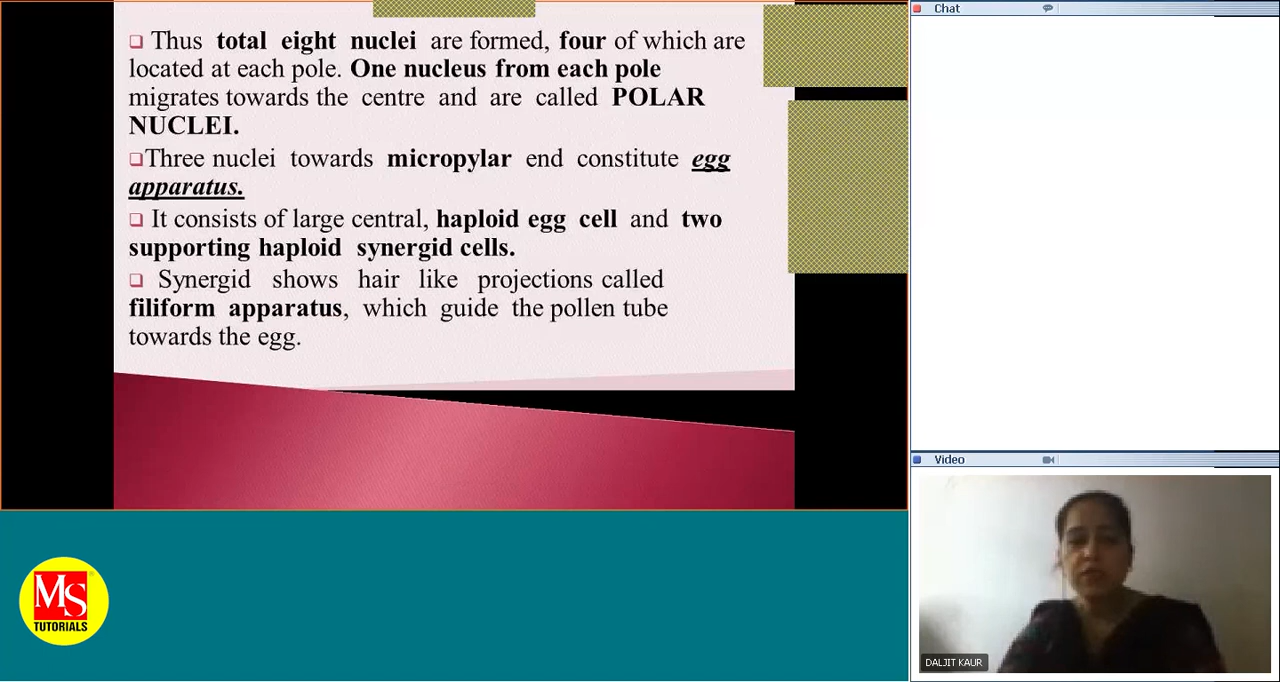 Thus total eight nuclei are formed, four of which are
located at each pole. One nucleus from each pole
migrates towards the centre and are called POLAR
NUCLEI.
Three nuclei towards micropylar end constitute egg
apparatus.
It consists of large central, haploid egg cell and two
supporting haploid synergid cells.
Synergid shows hair like projections called
filiform apparatus, which guide the pollen tube
towards the egg.
MS
TUTORIALS
Chat
Video
DALJIT KAUR